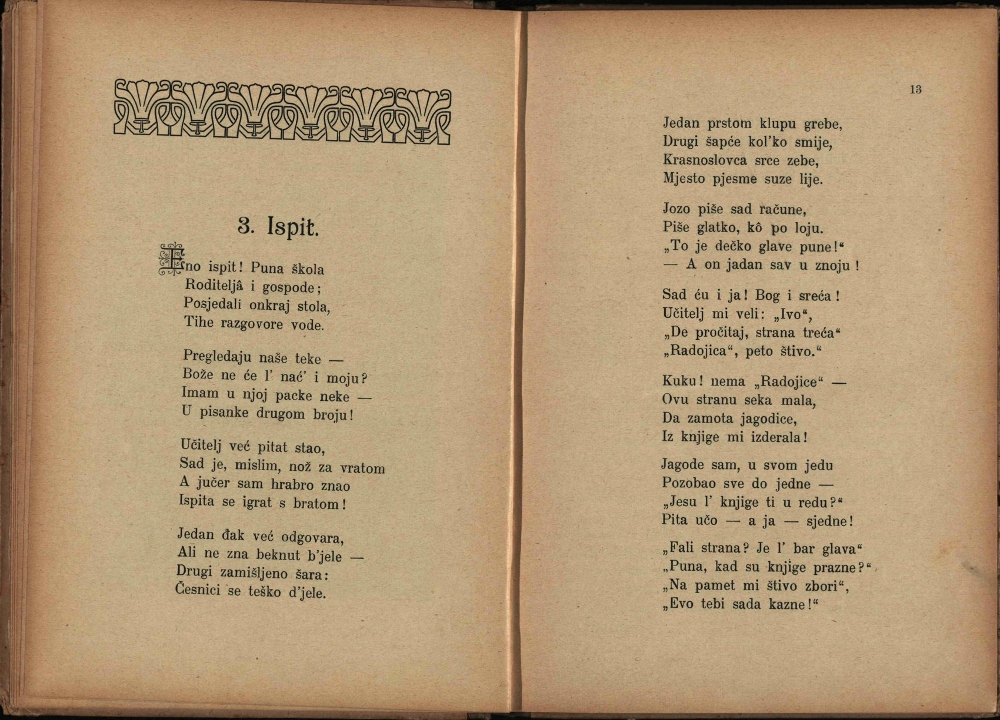 3. Ispit.
Eno ispit! Puna škola
Roditeljâ i gospode;
Posjedali onkraj stola,
Tihe razgovore vode.
Pregledaju naše teke —
Bože ne će l’ nać’ i moju?
Imam u njoj packe neke —
U pisanke drugom broju!
Učitelj već pitat stao,
Sad je, mislim, nož za vratom
A jučer sam hrabro znao
Ispita se igrat s bratom!
Jedan đak već odgovara,
Ali ne zna beknut b’jele —
Drugi zamišljeno šara:
Česnici se teško d’jele.
13
Jedan prstom klupu grebe,
Drugi šapće kol’ko smije,
Krasnoslovca srce zebe,
Mjesto pjesme suze lije.
Jozo piše sad račune,
Piše glatko, kô po loju.
„To je dečko glave pune!“
— A on jadan sav u znoju !
Sad ću i ja! Bog i sreća !
Učitelj mi veli: „Ivo“,
„De pročitaj, strana treća“
„Radojica“, peto štivo.“
Kuku! nema „Radojice“ —
Ovu stranu seka mala,
Da zamota jagodice,
Iz knjige mi izderala!
Jagode sam, u svom jedu
Pozobao sve do jedne —
„Jesu l’ knjige ti u redu?“
Pita učo — a ja — sjedne!
„Fali strana? Je l’ bar glava“
„Puna, kad su knjige prazne?“
„Na pamet mi štivo zbori“,
„Evo tebi sada kazne!“